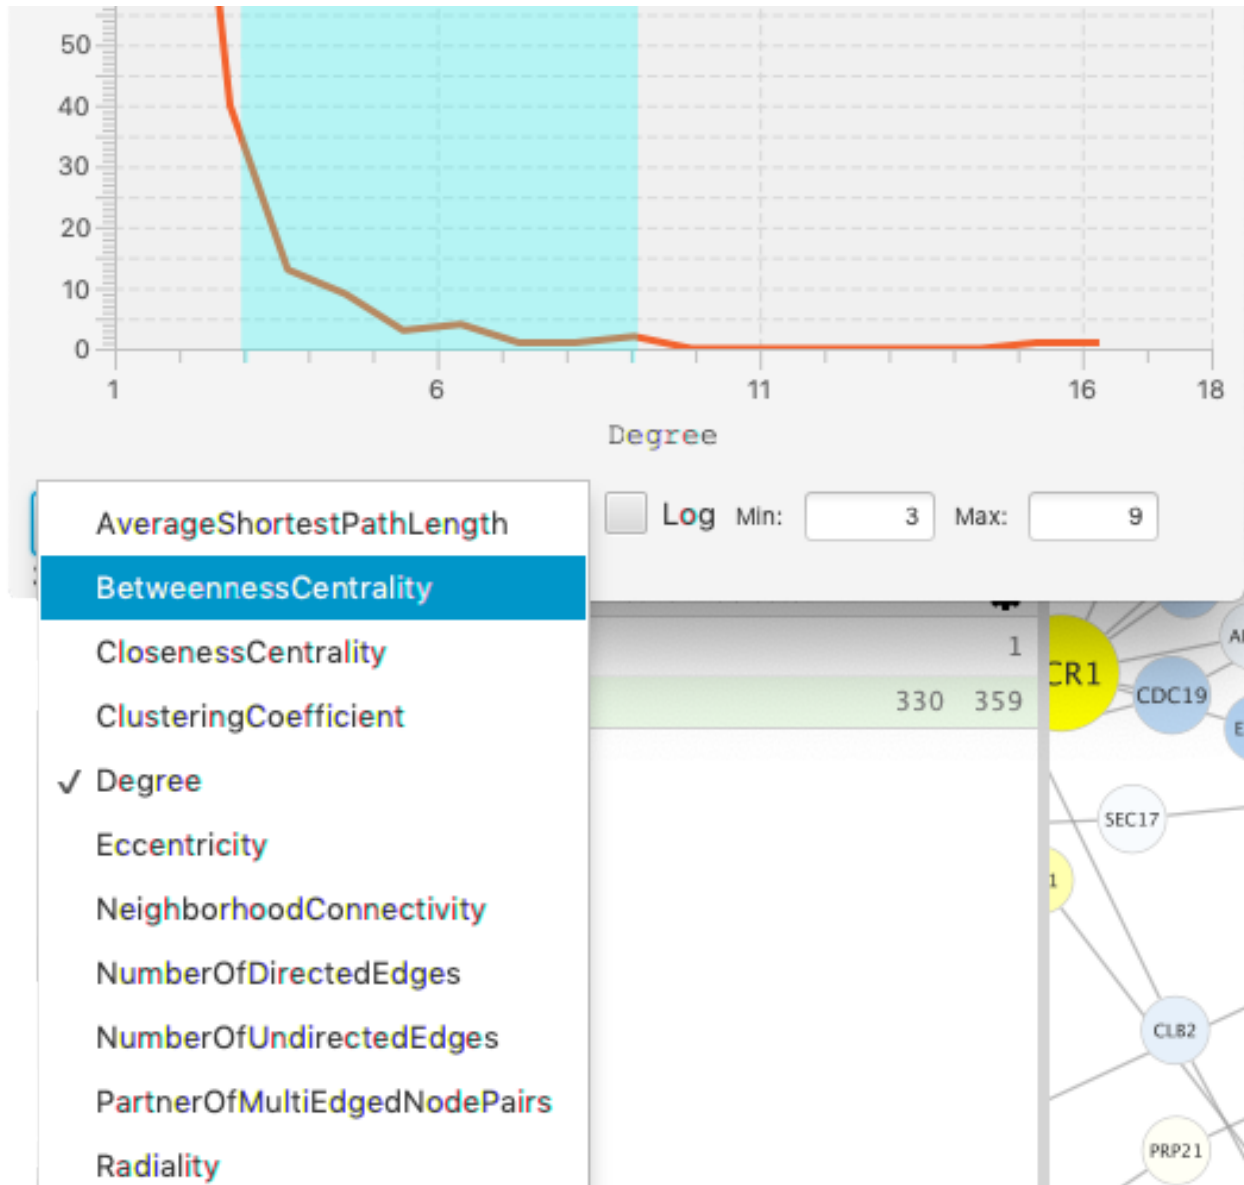 50
40
30
20
10
0
1 6 11 16 18
Degree
Log Min: 3 Max: 9
AverageShortestPathLength
BetweennessCentrality
ClosenessCentrality
ClusteringCoefficient
✓ Degree
Eccentricity
NeighborhoodConnectivity
NumberOfDirectedEdges
NumberOfUndirectedEdges
PartnerOfMultiEdgedNodePairs
Radiality
1
330 359
CR1
CDC19
SEC17
1
CLB2
PRP21